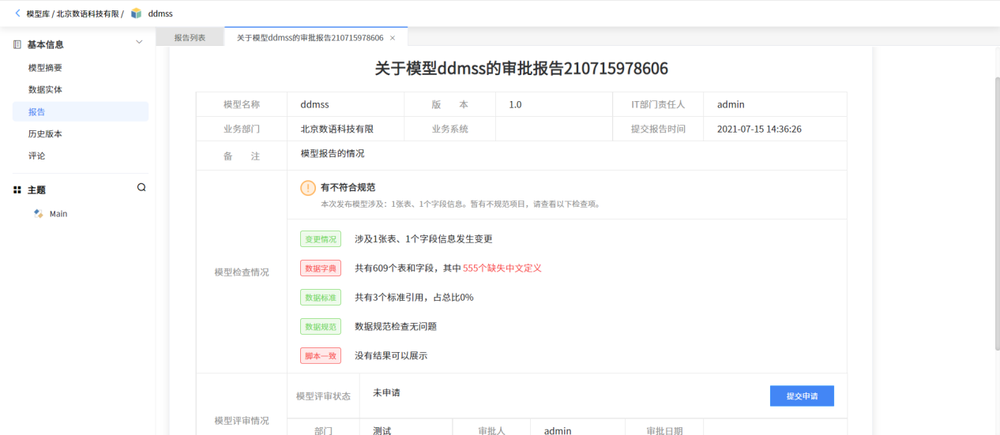 模型库 / 北京数语科技有限 / ddmss
基本信息
模型摘要
数据实体
报告
历史版本
评论
主题
Main
报告列表 关于模型ddmss的审批报告210715978606 ×
关于模型ddmss的审批报告210715978606
模型名称 ddmss 版 本 1.0 IT部门责任人 admin
业务部门 北京数语科技有限 业务系统 提交报告时间 2021-07-15 14:36:26
备 注 模型报告的情况
模型检查情况
有不符合规范
本次发布模型涉及：1张表、1个字段信息。暂有不规范项目，请查看以下检查项。
变更情况 涉及1张表、1个字段信息发生变更
数据字典 共有609个表和字段，其中 555个缺失中文定义
数据标准 共有3个标准引用，占总比0%
数据规范 数据规范检查无问题
脚本一致 没有结果可以展示
模型评审情况
模型评审状态 未申请 提交申请
部门 测试 审批人 admin 审批日期